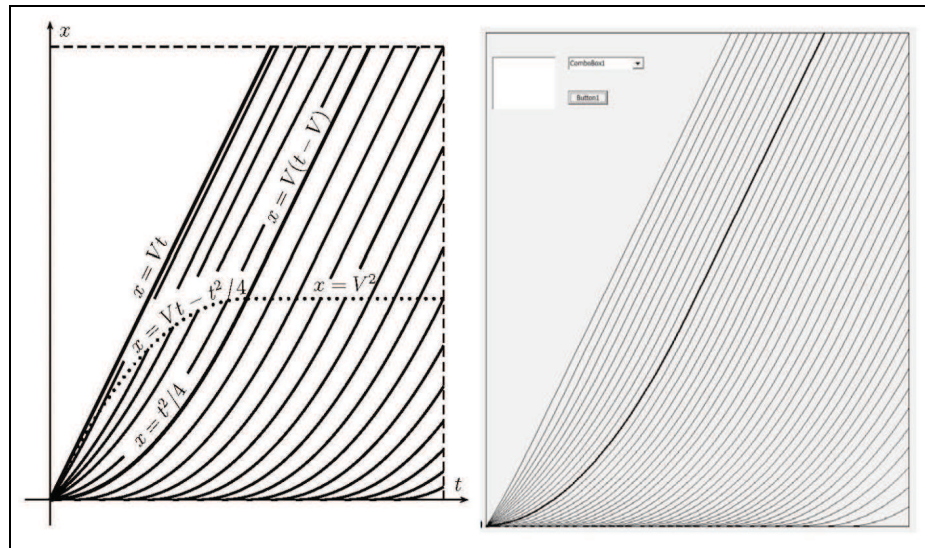 x
x = Vt
x = Vt − t²/4
x = V(t − V)
x = V²
x = t²/4
t
ComboBox1
Button1